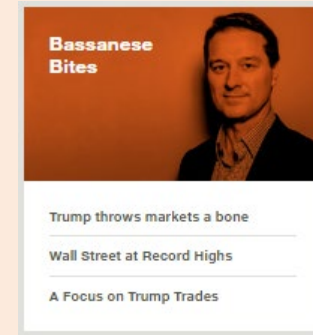 Bassanese
Bites
Trump throws markets a bone
Wall Street at Record Highs
A Focus on Trump Trades